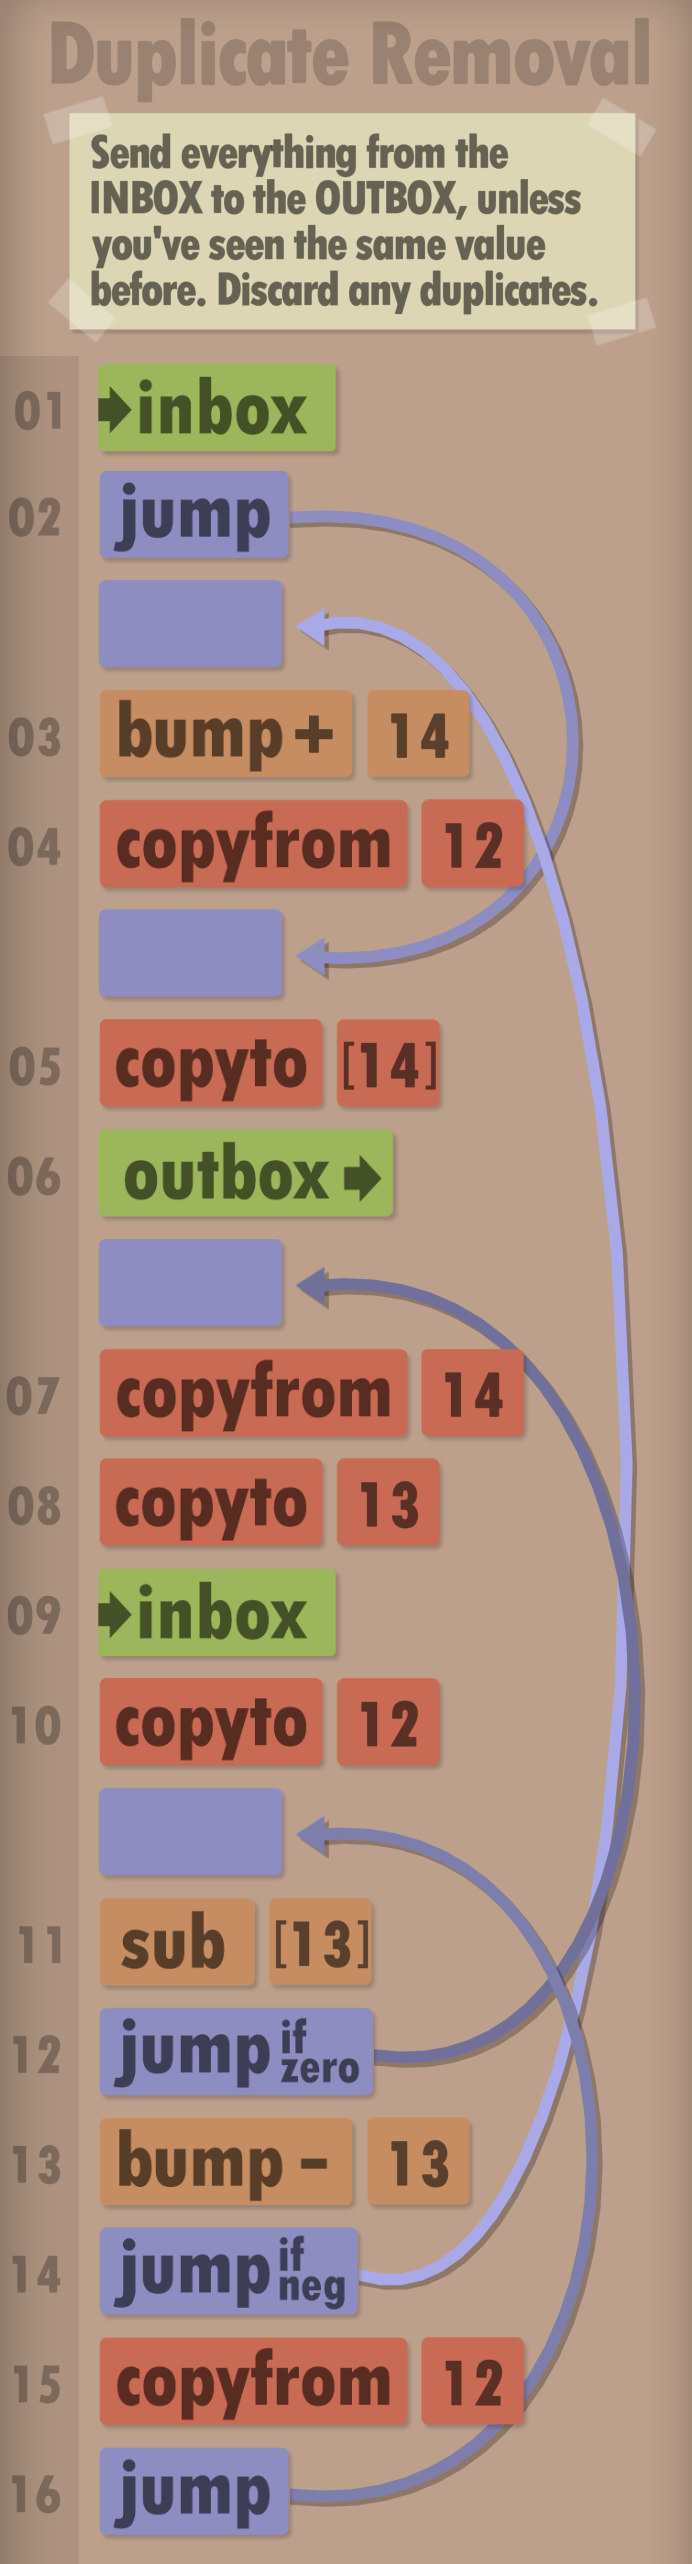 Duplicate Removal
Send everything from the
INBOX to the OUTBOX, unless
you've seen the same value
before. Discard any duplicates.
01 inbox
02 jump
03 bump + 14
04 copyfrom 12
05 copyto [14]
06 outbox
07 copyfrom 14
08 copyto 13
09 inbox
10 copyto 12
11 sub [13]
12 jump if zero
13 bump - 13
14 jump if neg
15 copyfrom 12
16 jump